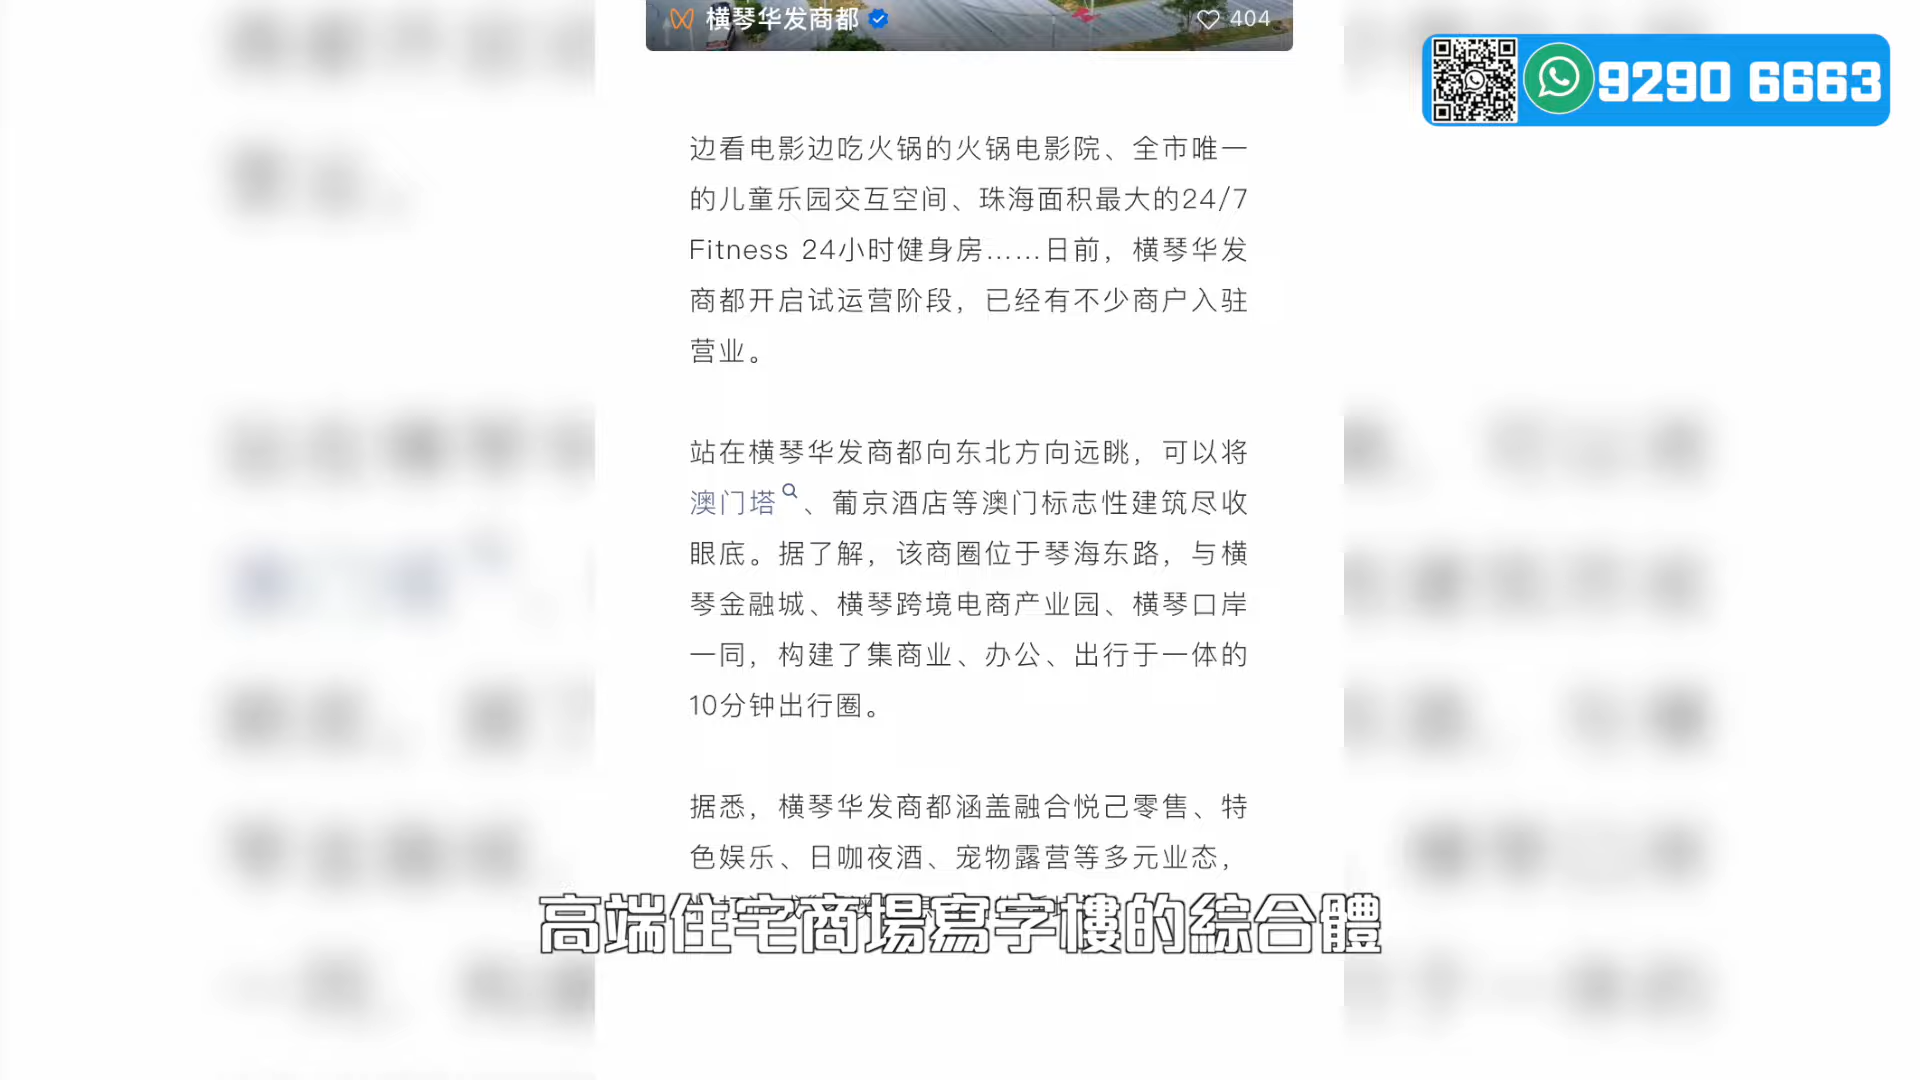 横琴华发商都
404
9290 6663
边看电影边吃火锅的火锅电影院、全市唯一
的儿童乐园交互空间、珠海面积最大的24/7
Fitness 24小时健身房……日前，横琴华发
商都开启试运营阶段，已经有不少商户入驻
营业。
站在横琴华发商都向东北方向远眺，可以将
澳门塔、葡京酒店等澳门标志性建筑尽收
眼底。据了解，该商圈位于琴海东路，与横
琴金融城、横琴跨境电商产业园、横琴口岸
一同，构建了集商业、办公、出行于一体的
10分钟出行圈。
据悉，横琴华发商都涵盖融合悦己零售、特
色娱乐、日咖夜酒、宠物露营等多元业态，
高端住宅商場寫字樓的綜合體